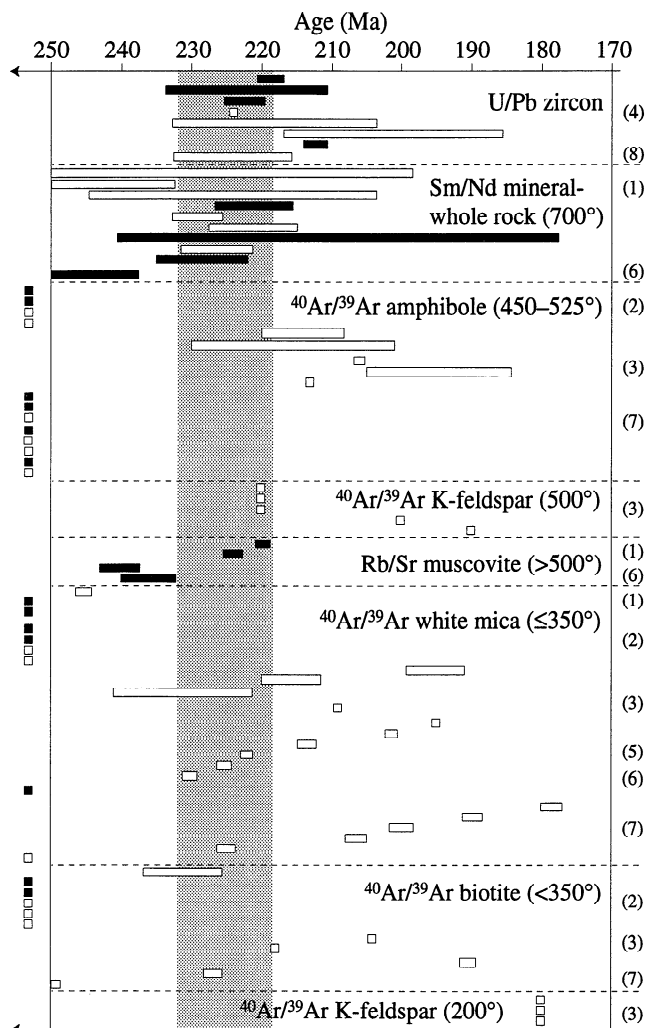 Age (Ma)
250 240 230 220 210 200 190 180 170
U/Pb zircon
(4)
(8)
Sm/Nd mineral-
(1)
whole rock (700°)
(6)
⁴⁰Ar/³⁹Ar amphibole (450–525°)
(2)
(3)
(7)
⁴⁰Ar/³⁹Ar K-feldspar (500°)
(3)
(1)
Rb/Sr muscovite (>500°)
(6)
(1)
⁴⁰Ar/³⁹Ar white mica (≤350°)
(2)
(3)
(5)
(6)
(7)
⁴⁰Ar/³⁹Ar biotite (<350°)
(2)
(3)
(7)
⁴⁰Ar/³⁹Ar K-feldspar (200°)
(3)